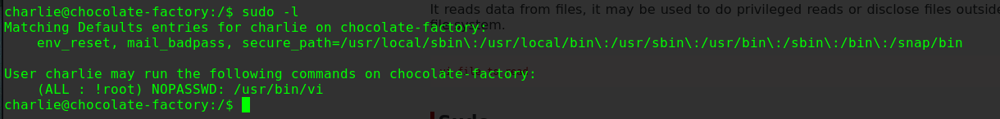 charlie@chocolate-factory:/$ sudo -l
It reads data from files, it may be used to do privileged reads or disclose files outside
Matching Defaults entries for charlie on chocolate-factory:
system.
    env_reset, mail_badpass, secure_path=/usr/local/sbin\:/usr/local/bin\:/usr/sbin\:/usr/bin\:/sbin\:/bin\:/snap/bin
User charlie may run the following commands on chocolate-factory:
    (ALL : !root) NOPASSWD: /usr/bin/vi
charlie@chocolate-factory:/$
Sudo